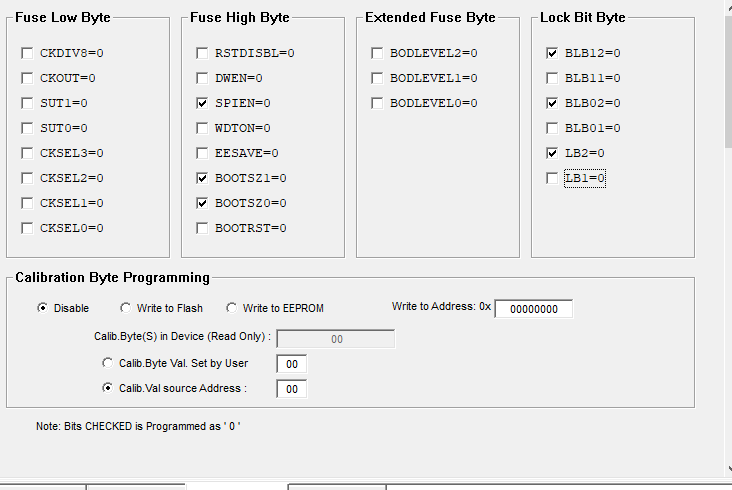 Fuse Low Byte
CKDIV8=0
CKOUT=0
SUT1=0
SUT0=0
CKSEL3=0
CKSEL2=0
CKSEL1=0
CKSEL0=0
Fuse High Byte
RSTDISBL=0
DWEN=0
SPIEN=0
WDTON=0
EESAVE=0
BOOTSZ1=0
BOOTSZ0=0
BOOTRST=0
Extended Fuse Byte
BODLEVEL2=0
BODLEVEL1=0
BODLEVEL0=0
Lock Bit Byte
BLB12=0
BLB11=0
BLB02=0
BLB01=0
LB2=0
LB1=0
Calibration Byte Programming
Disable Write to Flash Write to EEPROM Write to Address: 0x 00000000
Calib.Byte(S) in Device (Read Only) : 00
Calib.Byte Val. Set by User 00
Calib.Val source Address : 00
Note: Bits CHECKED is Programmed as ' 0 '